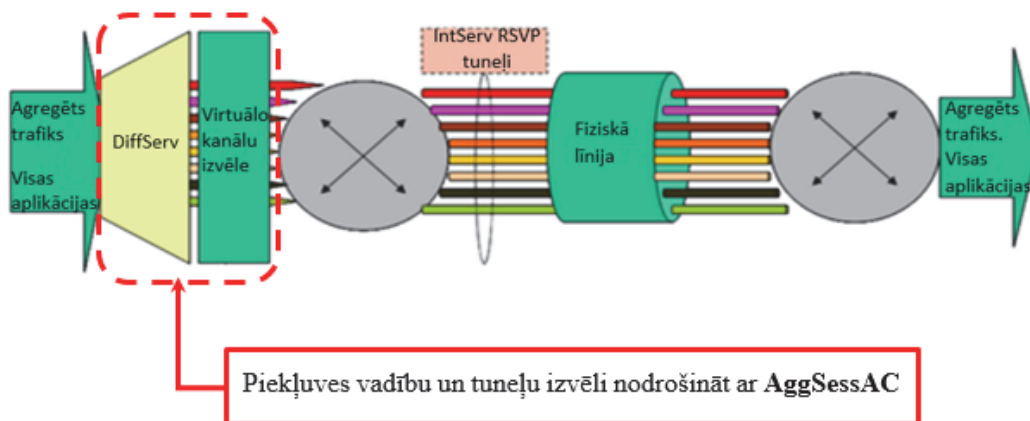 IntServ RSVP
tuneļi
Agregēts
trafiks
Visas
aplikācijas
DiffServ
Virtuālo
kanālu
izvēle
Fiziskā
līnija
Agregēts
trafiks.
Visas
aplikācijas
Piekļuves vadību un tuneļu izvēli nodrošināt ar AggSessAC